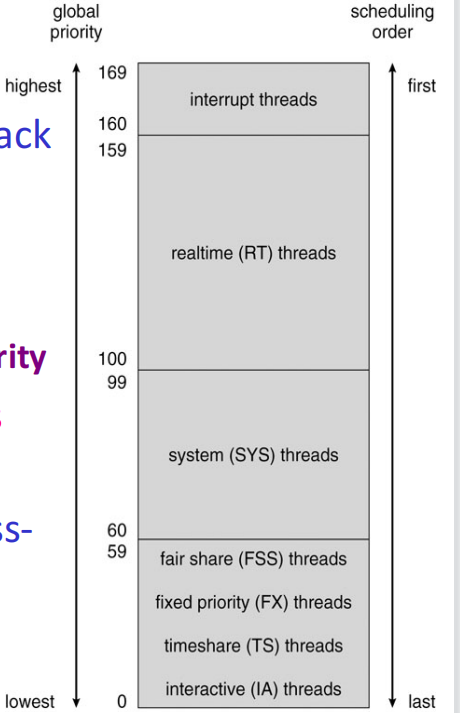 global
priority
scheduling
order
highest
169
first
interrupt threads
ack
160
159
realtime (RT) threads
rity
100
99
s
system (SYS) threads
ss-
60
59
fair share (FSS) threads
fixed priority (FX) threads
timeshare (TS) threads
interactive (IA) threads
lowest
0
last